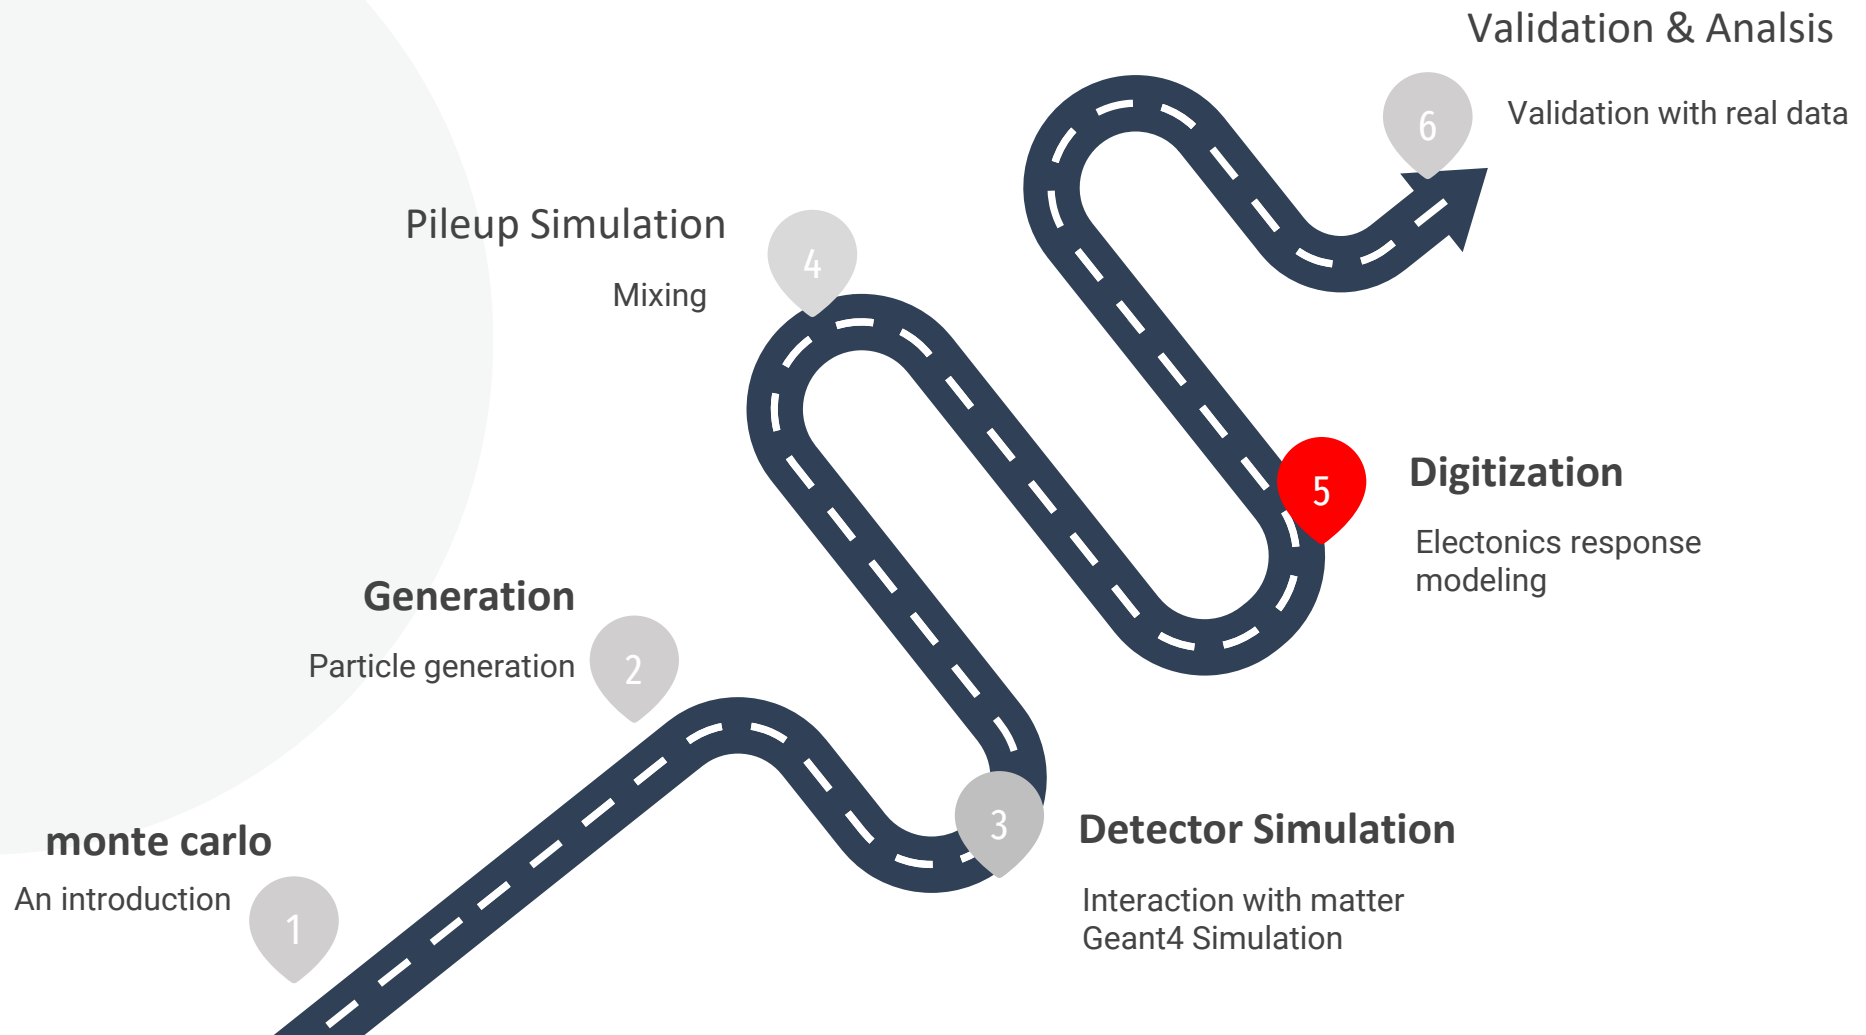 monte carlo
An introduction
1
Generation
Particle generation
2
3
Detector Simulation
Interaction with matter
Geant4 Simulation
Pileup Simulation
Mixing
4
5
Digitization
Electonics response
modeling
Validation & Analsis
6
Validation with real data